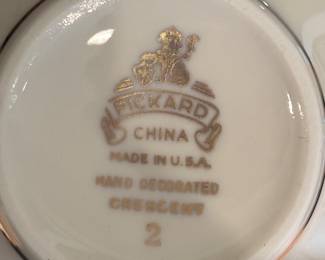 PICKARD
CHINA
MADE IN U.S.A.
HAND DECORATED
CRESCENT
2